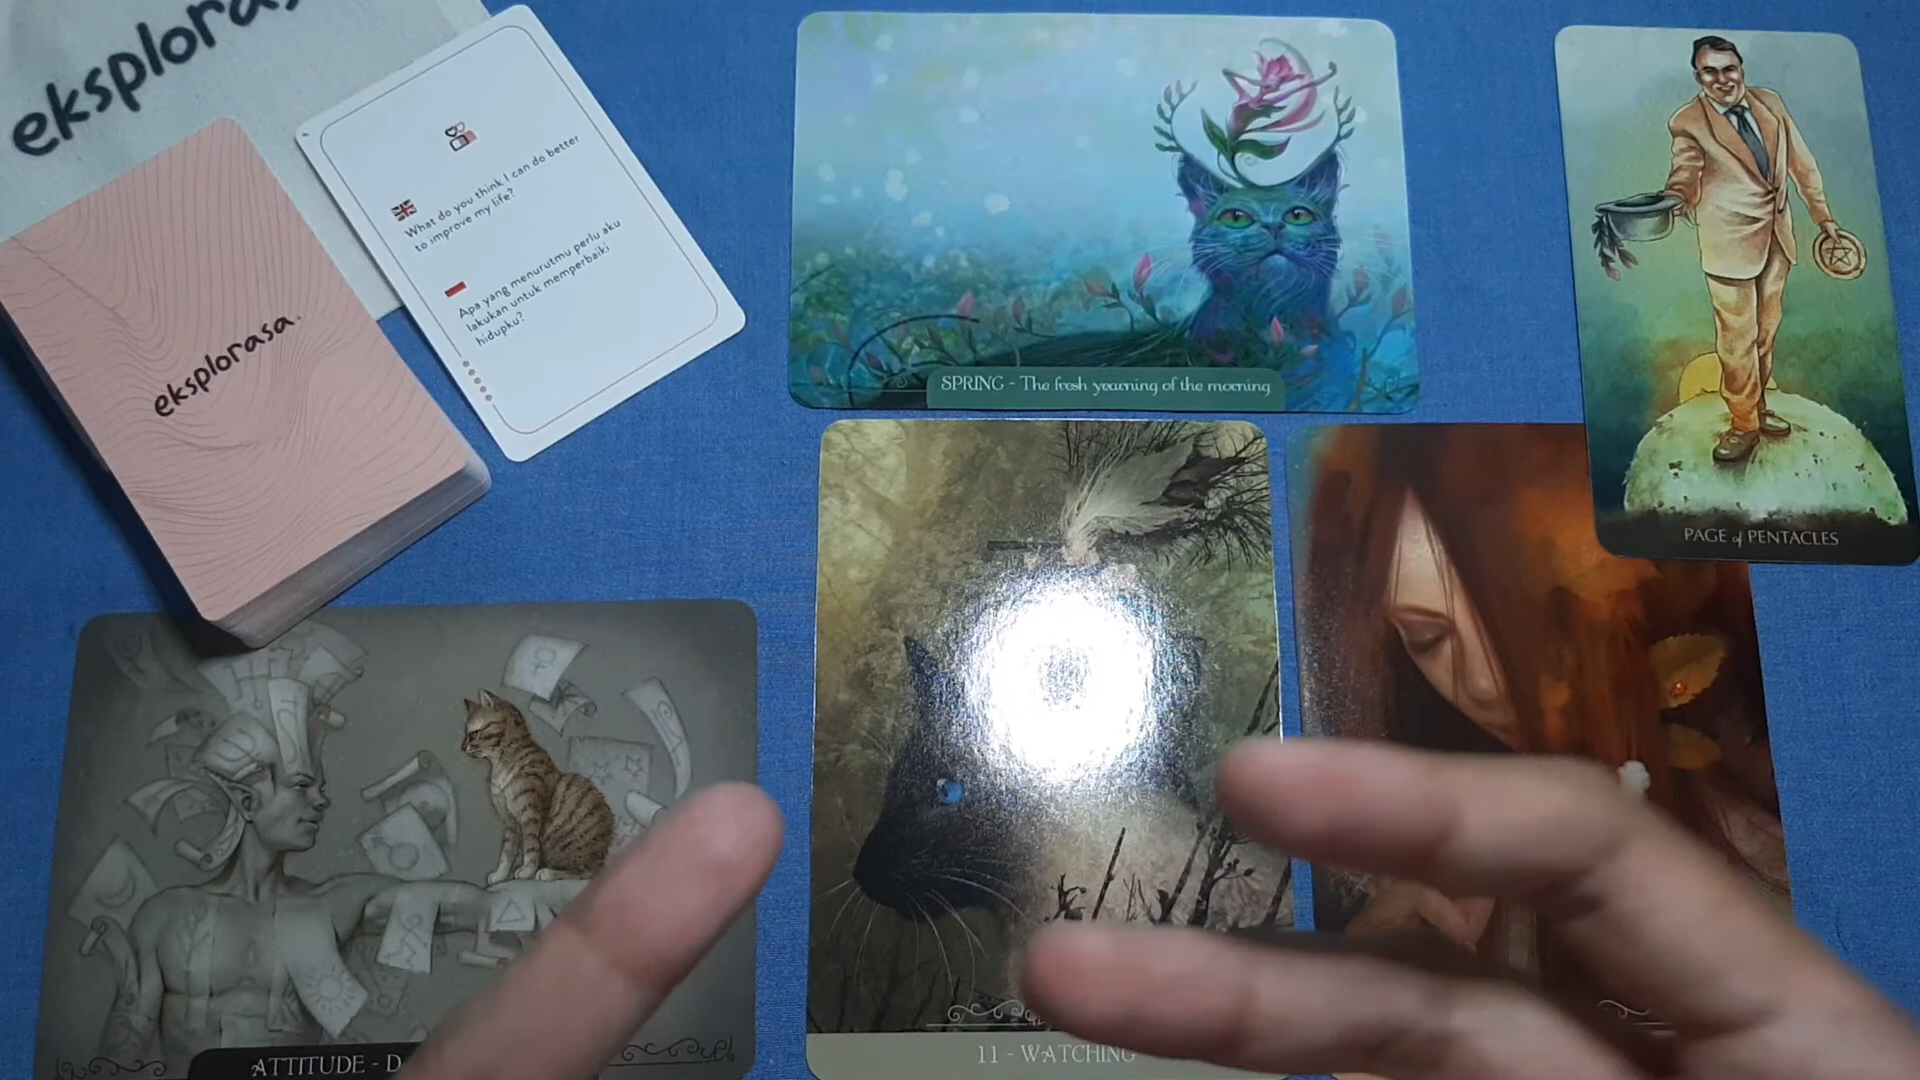 eksplorasa
What do you think I can do better
to improve my life?
Apa yang menurutmu perlu aku
lakukan untuk memperbaiki
hidupku?
eksplorasa
SPRING - The fresh yearning of the morning
PAGE of PENTACLES
ATTITUDE - D
11 - WATCHING